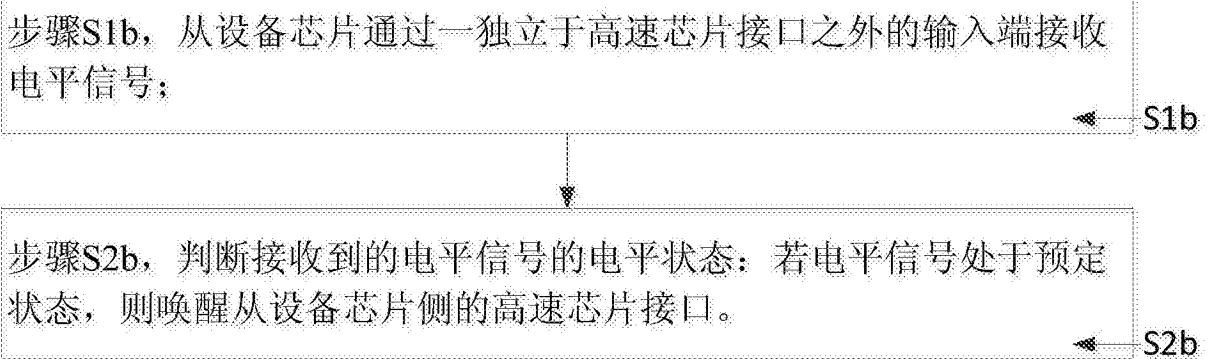 步骤S1b，从设备芯片通过一独立于高速芯片接口之外的输入端接收
电平信号；
S1b
步骤S2b，判断接收到的电平信号的电平状态：若电平信号处于预定
状态，则唤醒从设备芯片侧的高速芯片接口。
S2b